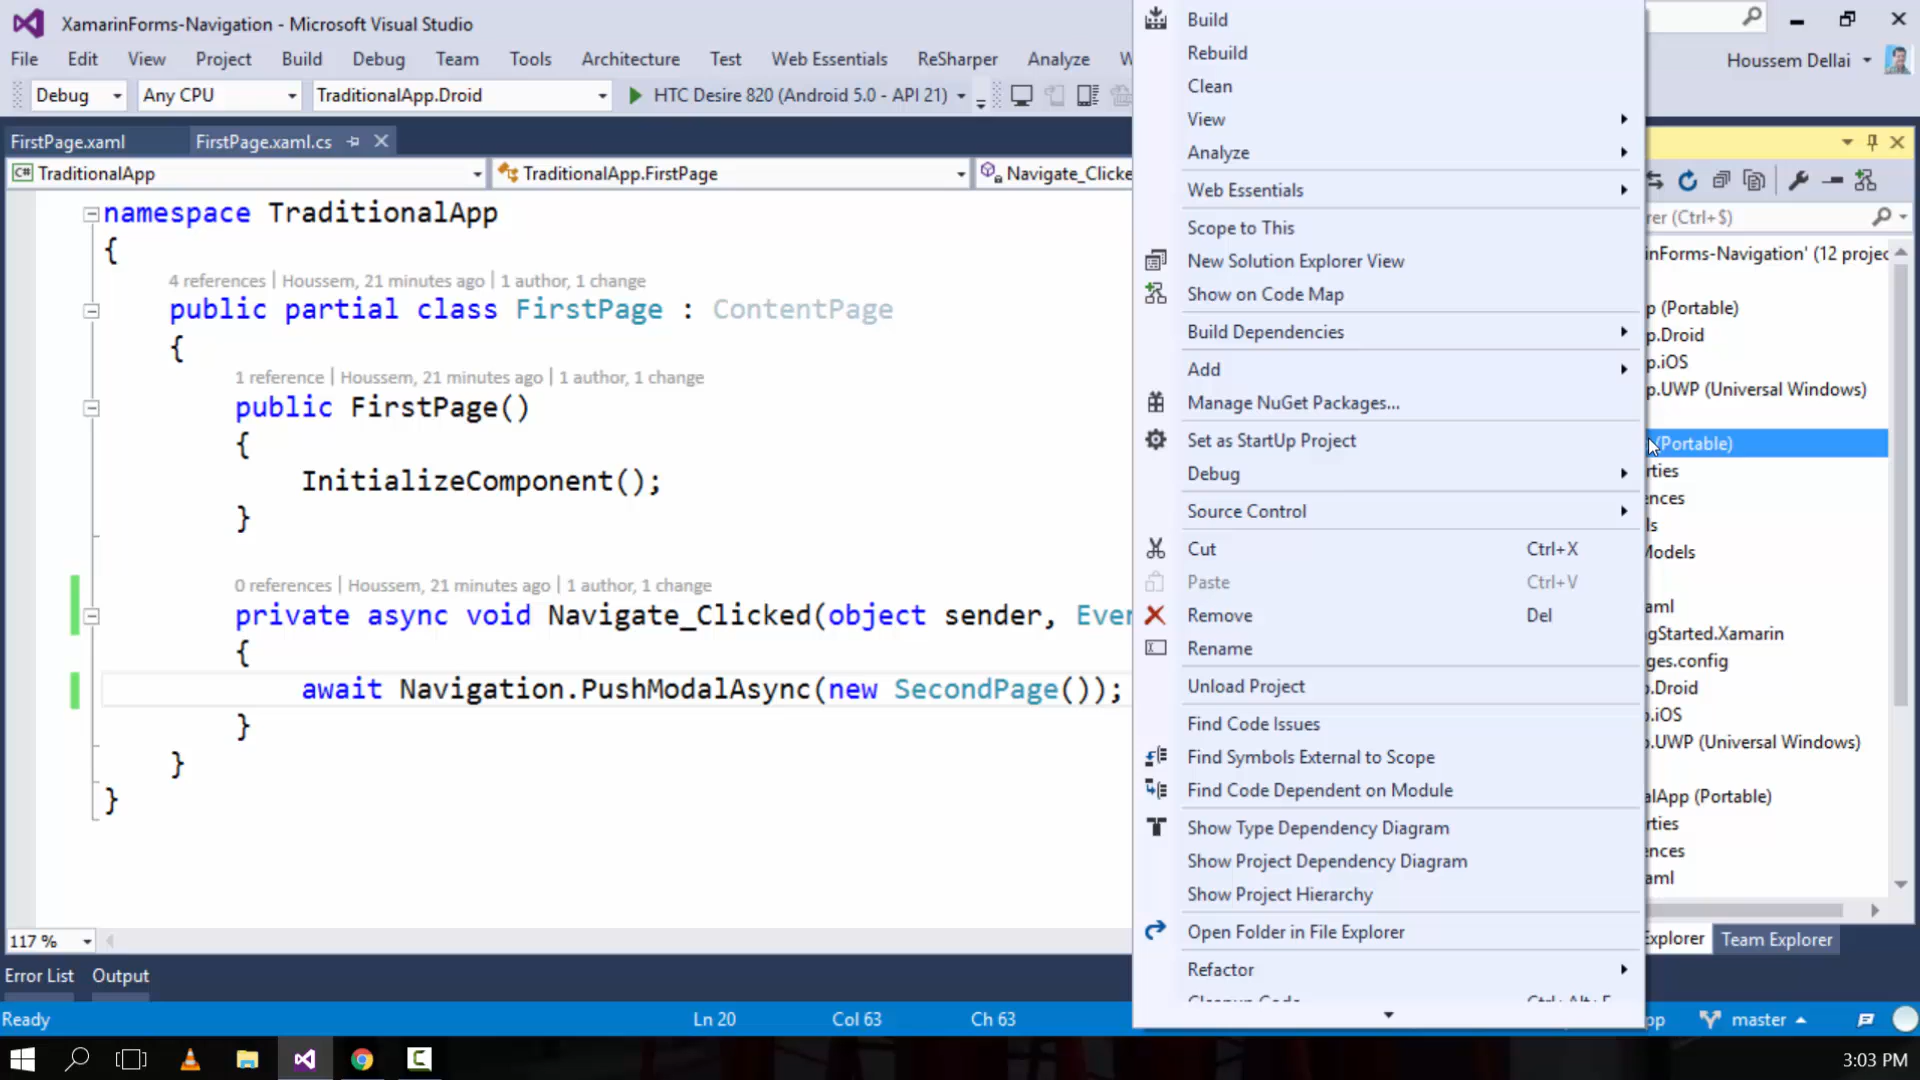 XamarinForms-Navigation - Microsoft Visual Studio
File Edit View Project Build Debug Team Tools Architecture Test Web Essentials ReSharper Analyze W
Houssem Dellai
Debug Any CPU TraditionalApp.Droid HTC Desire 820 (Android 5.0 - API 21)
FirstPage.xaml FirstPage.xaml.cs
C# TraditionalApp TraditionalApp.FirstPage Navigate_Clicke
namespace TraditionalApp
{
4 references | Houssem, 21 minutes ago | 1 author, 1 change
public partial class FirstPage : ContentPage
{
1 reference | Houssem, 21 minutes ago | 1 author, 1 change
public FirstPage()
{
InitializeComponent();
}
0 references | Houssem, 21 minutes ago | 1 author, 1 change
private async void Navigate_Clicked(object sender, Even
{
await Navigation.PushModalAsync(new SecondPage());
}
}
}
117 %
Error List Output
Ready Ln 20 Col 63 Ch 63
Build
Rebuild
Clean
View
Analyze
Web Essentials
Scope to This
New Solution Explorer View
Show on Code Map
Build Dependencies
Add
Manage NuGet Packages...
Set as StartUp Project
Debug
Source Control
Cut Ctrl+X
Paste Ctrl+V
Remove Del
Rename
Unload Project
Find Code Issues
Find Symbols External to Scope
Find Code Dependent on Module
Show Type Dependency Diagram
Show Project Dependency Diagram
Show Project Hierarchy
Open Folder in File Explorer
Refactor
Cleanup Code
rer (Ctrl+$)
nForms-Navigation' (12 projec
p (Portable)
p.Droid
p.iOS
p.UWP (Universal Windows)
(Portable)
rties
ences
ls
Models
aml
gStarted.Xamarin
ges.config
.Droid
.iOS
.UWP (Universal Windows)
alApp (Portable)
rties
ences
aml
Explorer Team Explorer
pp master
3:03 PM